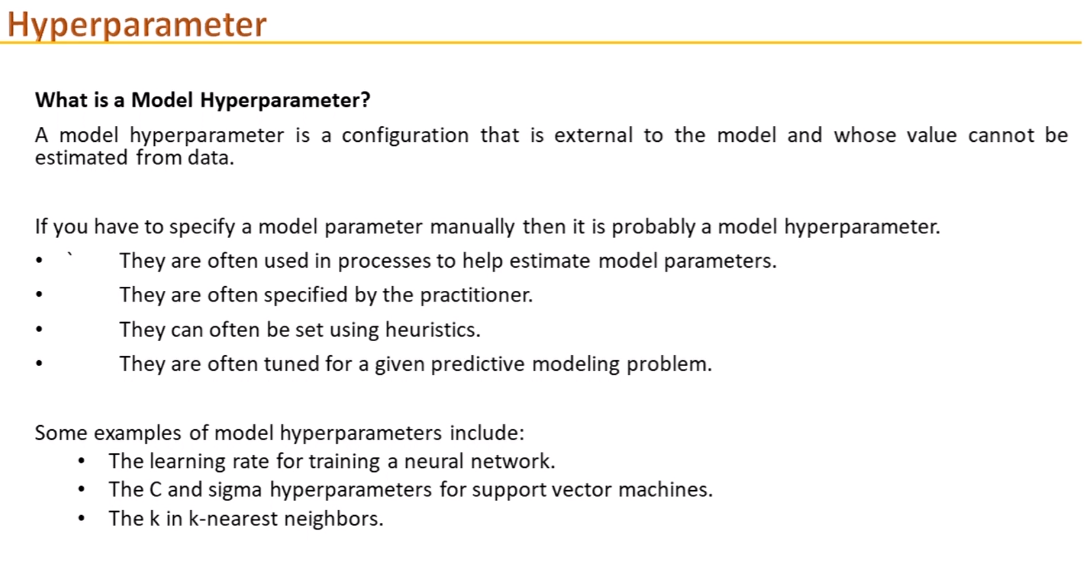 Hyperparameter
What is a Model Hyperparameter?
A model hyperparameter is a configuration that is external to the model and whose value cannot be
estimated from data.
If you have to specify a model parameter manually then it is probably a model hyperparameter.
• ` They are often used in processes to help estimate model parameters.
• They are often specified by the practitioner.
• They can often be set using heuristics.
• They are often tuned for a given predictive modeling problem.
Some examples of model hyperparameters include:
• The learning rate for training a neural network.
• The C and sigma hyperparameters for support vector machines.
• The k in k-nearest neighbors.